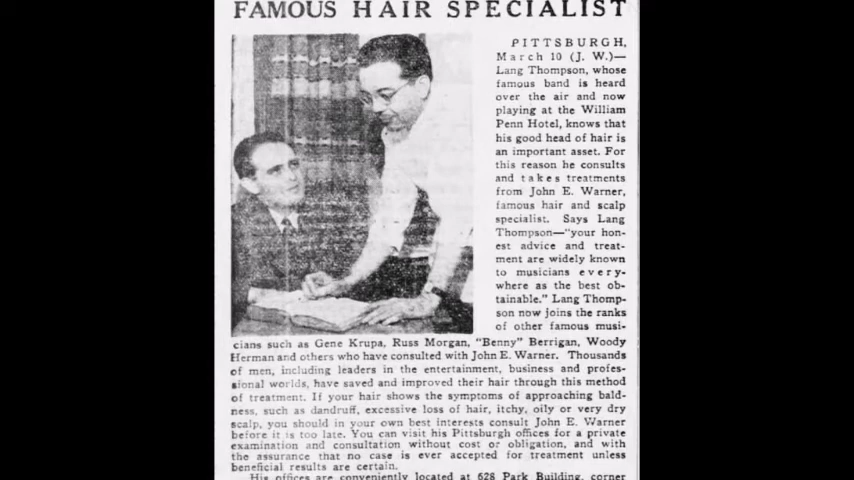 FAMOUS HAIR SPECIALIST
PITTSBURGH,
March 10 (J. W.)—
Lang Thompson, whose
famous band is heard
over the air and now
playing at the William
Penn Hotel, knows that
his good head of hair is
an important asset. For
this reason he consults
and takes treatments
from John E. Warner,
famous hair and scalp
specialist. Says Lang
Thompson—"your hon-
est advice and treat-
ment are widely known
to musicians every-
where as the best ob-
tainable." Lang Thomp-
son now joins the ranks
of other famous musi-
cians such as Gene Krupa, Russ Morgan, "Benny" Berrigan, Woody
Herman and others who have consulted with John E. Warner. Thousands
of men, including leaders in the entertainment, business and profes-
sional worlds, have saved and improved their hair through this method
of treatment. If your hair shows the symptoms of approaching bald-
ness, such as dandruff, excessive loss of hair, itchy, oily or very dry
scalp, you should in your own best interests consult John E. Warner
before it is too late. You can visit his Pittsburgh offices for a private
examination and consultation without cost or obligation, and with
the assurance that no case is ever accepted for treatment unless
beneficial results are certain.
His offices are conveniently located at 628 Park Building, corner